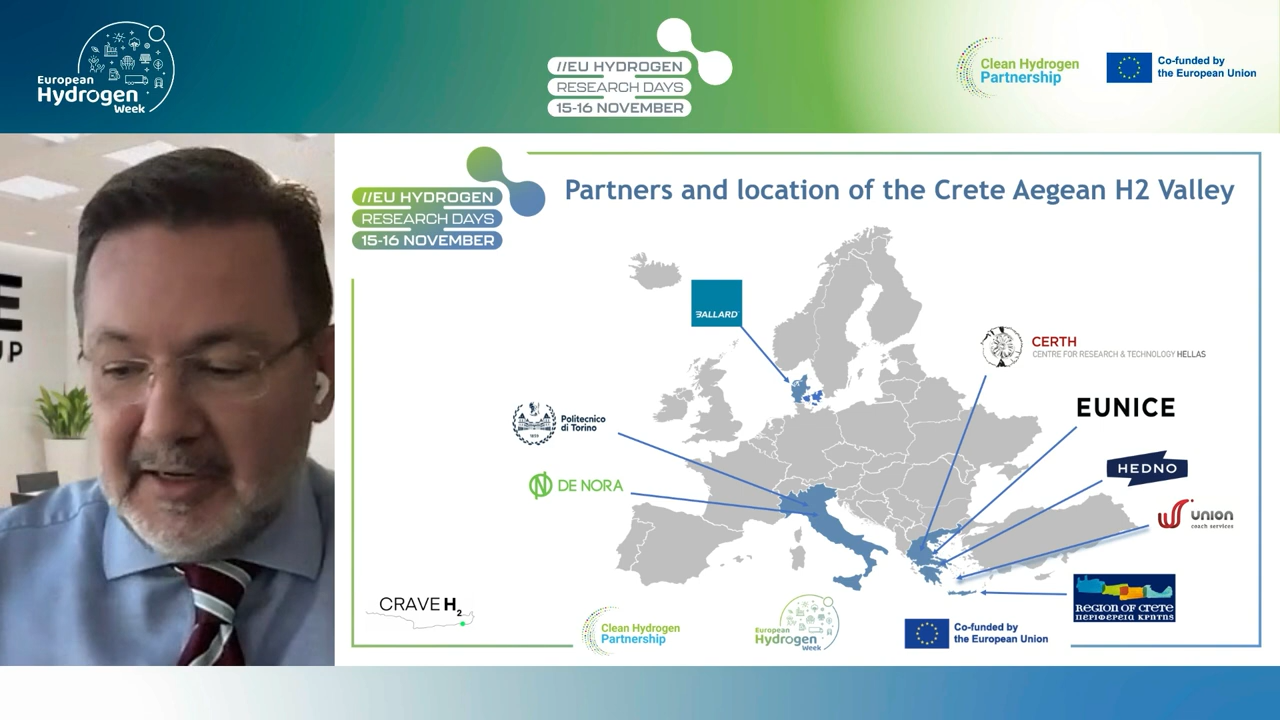 European
Hydrogen
Week
//EU HYDROGEN
RESEARCH DAYS
15-16 NOVEMBER
Clean Hydrogen
Partnership
Co-funded by
the European Union
E
UP
//EU HYDROGEN
RESEARCH DAYS
15-16 NOVEMBER
Partners and location of the Crete Aegean H2 Valley
BALLARD
CERTH
CENTRE FOR RESEARCH & TECHNOLOGY HELLAS
EUNICE
Politecnico
di Torino
1859
HEDNO
DE NORA
union
coach services
REGION OF CRETE
ΠΕΡΙΦΕΡΕΙΑ ΚΡΗΤΗΣ
CRAVE H2
Clean Hydrogen
Partnership
European
Hydrogen
Week
Co-funded by
the European Union